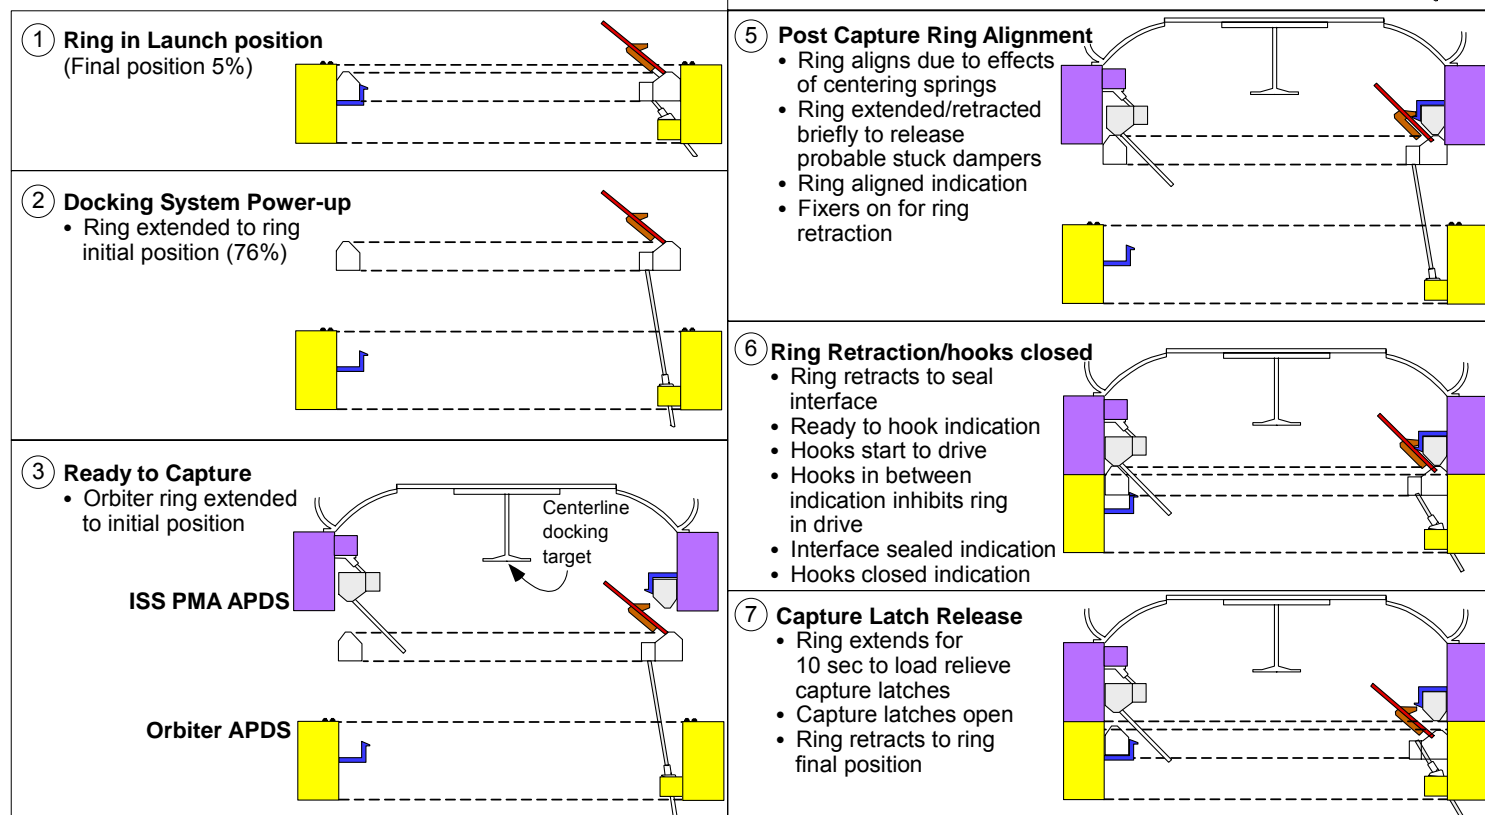 1 Ring in Launch position
(Final position 5%)
2 Docking System Power-up
• Ring extended to ring
initial position (76%)
3 Ready to Capture
• Orbiter ring extended
to initial position
Centerline
docking
target
ISS PMA APDS
Orbiter APDS
5 Post Capture Ring Alignment
• Ring aligns due to effects
of centering springs
• Ring extended/retracted
briefly to release
probable stuck dampers
• Ring aligned indication
• Fixers on for ring
retraction
6 Ring Retraction/hooks closed
• Ring retracts to seal
interface
• Ready to hook indication
• Hooks start to drive
• Hooks in between
indication inhibits ring
in drive
• Interface sealed indication
• Hooks closed indication
7 Capture Latch Release
• Ring extends for
10 sec to load relieve
capture latches
• Capture latches open
• Ring retracts to ring
final position